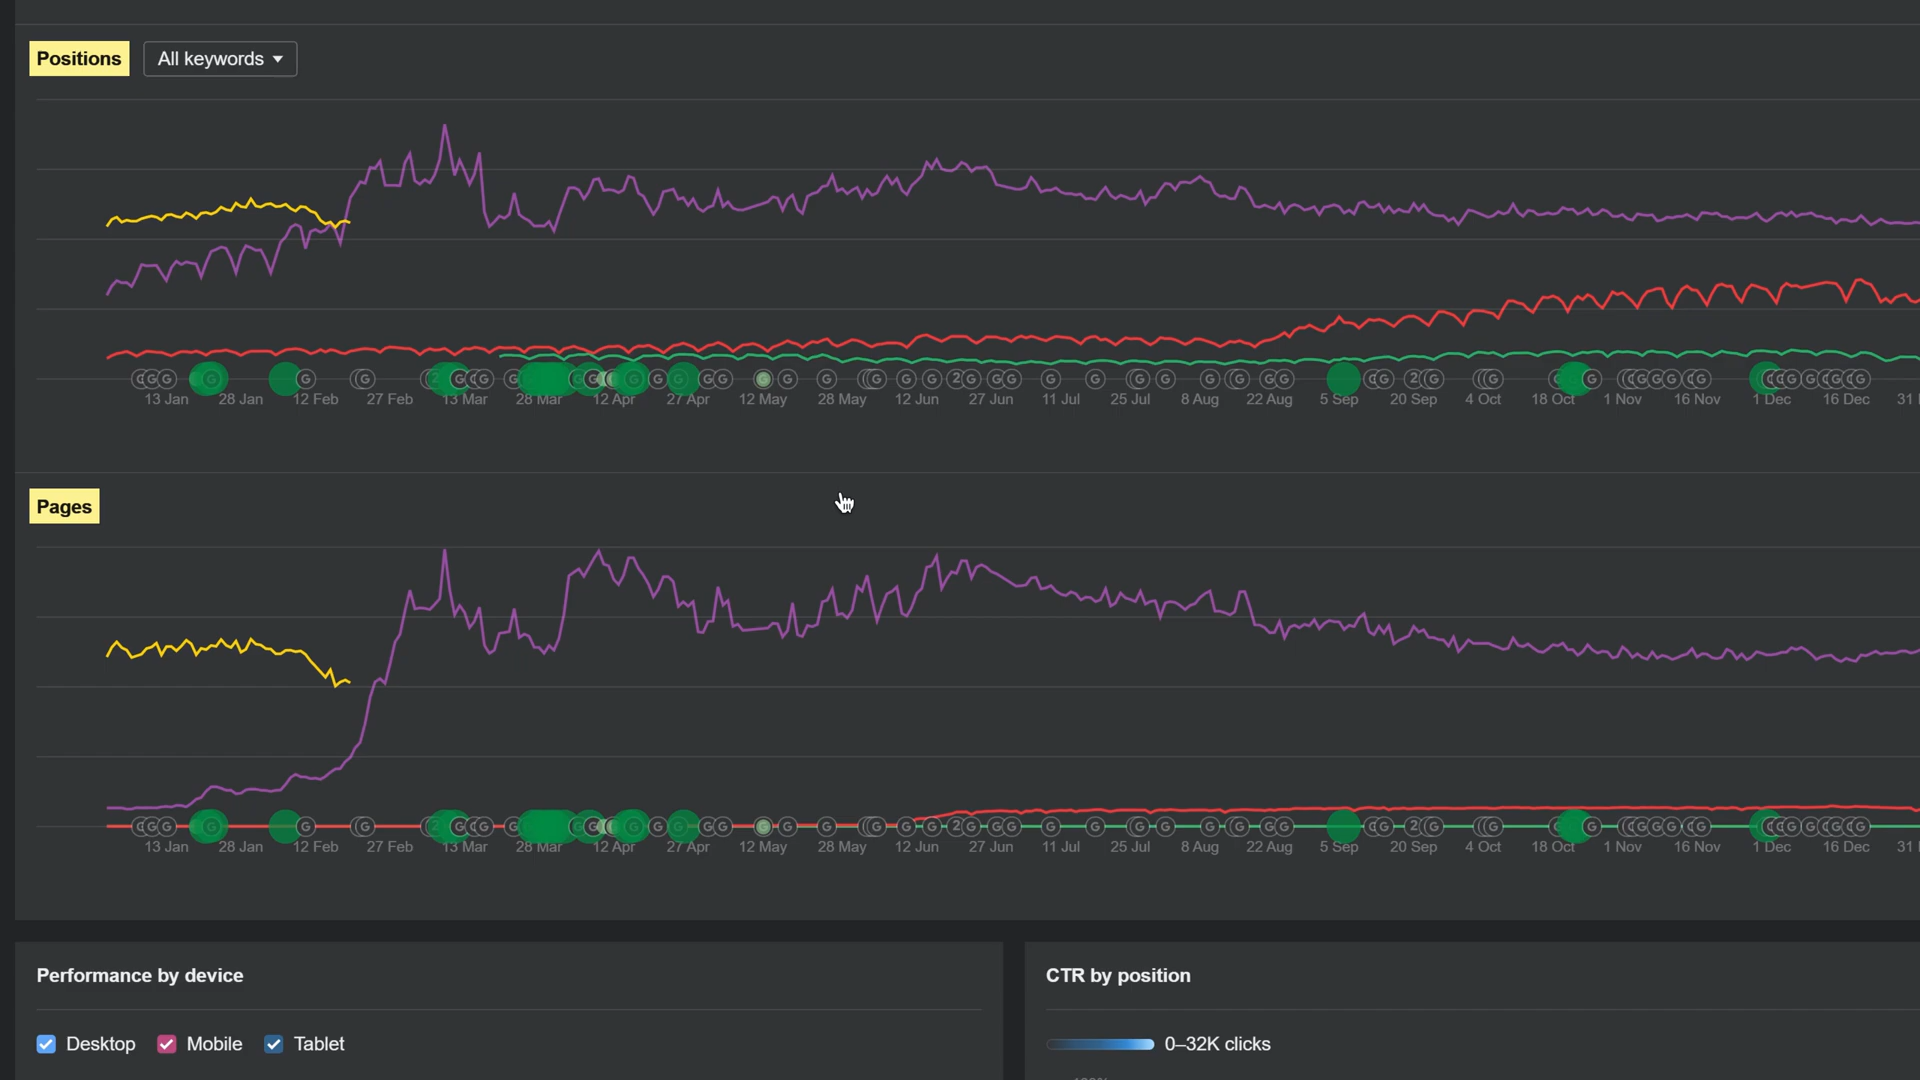 Positions
All keywords
13 Jan 28 Jan 12 Feb 27 Feb 13 Mar 28 Mar 12 Apr 27 Apr 12 May 28 May 12 Jun 27 Jun 11 Jul 25 Jul 8 Aug 22 Aug 5 Sep 20 Sep 4 Oct 18 Oct 1 Nov 16 Nov 1 Dec 16 Dec 31
Pages
13 Jan 28 Jan 12 Feb 27 Feb 13 Mar 28 Mar 12 Apr 27 Apr 12 May 28 May 12 Jun 27 Jun 11 Jul 25 Jul 8 Aug 22 Aug 5 Sep 20 Sep 4 Oct 18 Oct 1 Nov 16 Nov 1 Dec 16 Dec 31
Performance by device
CTR by position
Desktop Mobile Tablet
0–32K clicks